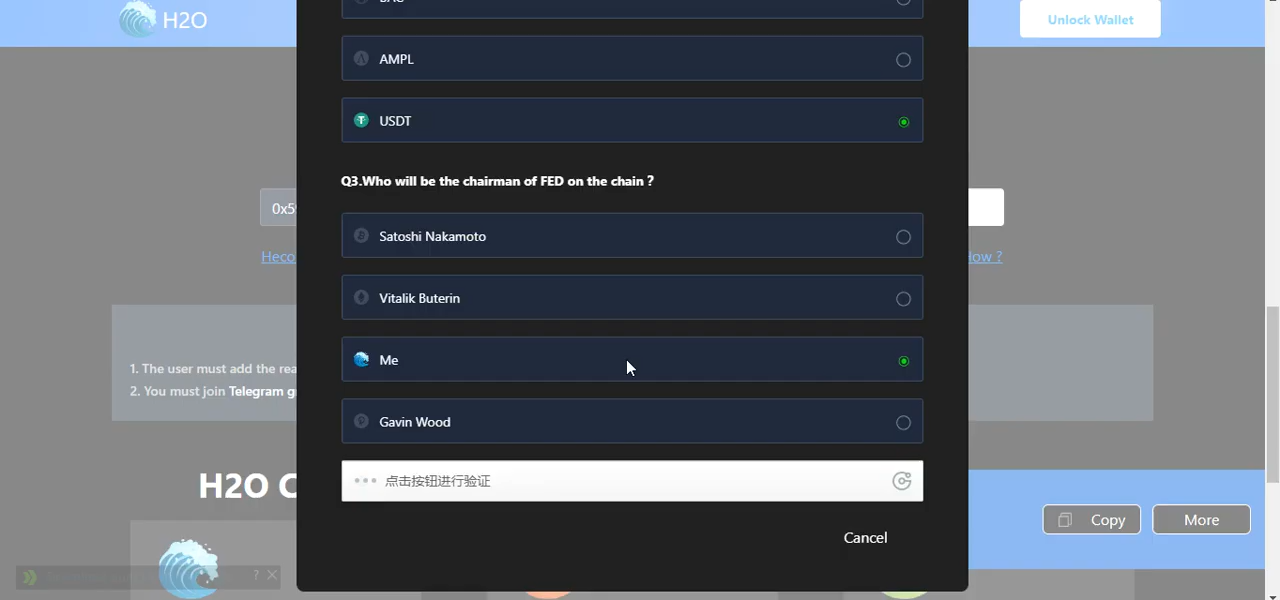 H2O
Unlock Wallet
AMPL
USDT
Q3.Who will be the chairman of FED on the chain ?
0x59
Satoshi Nakamoto
Heco
How ?
Vitalik Buterin
Me
1. The user must add the rea
2. You must join Telegram g
Gavin Wood
点击按钮进行验证
H2O C
Copy
More
Cancel
?